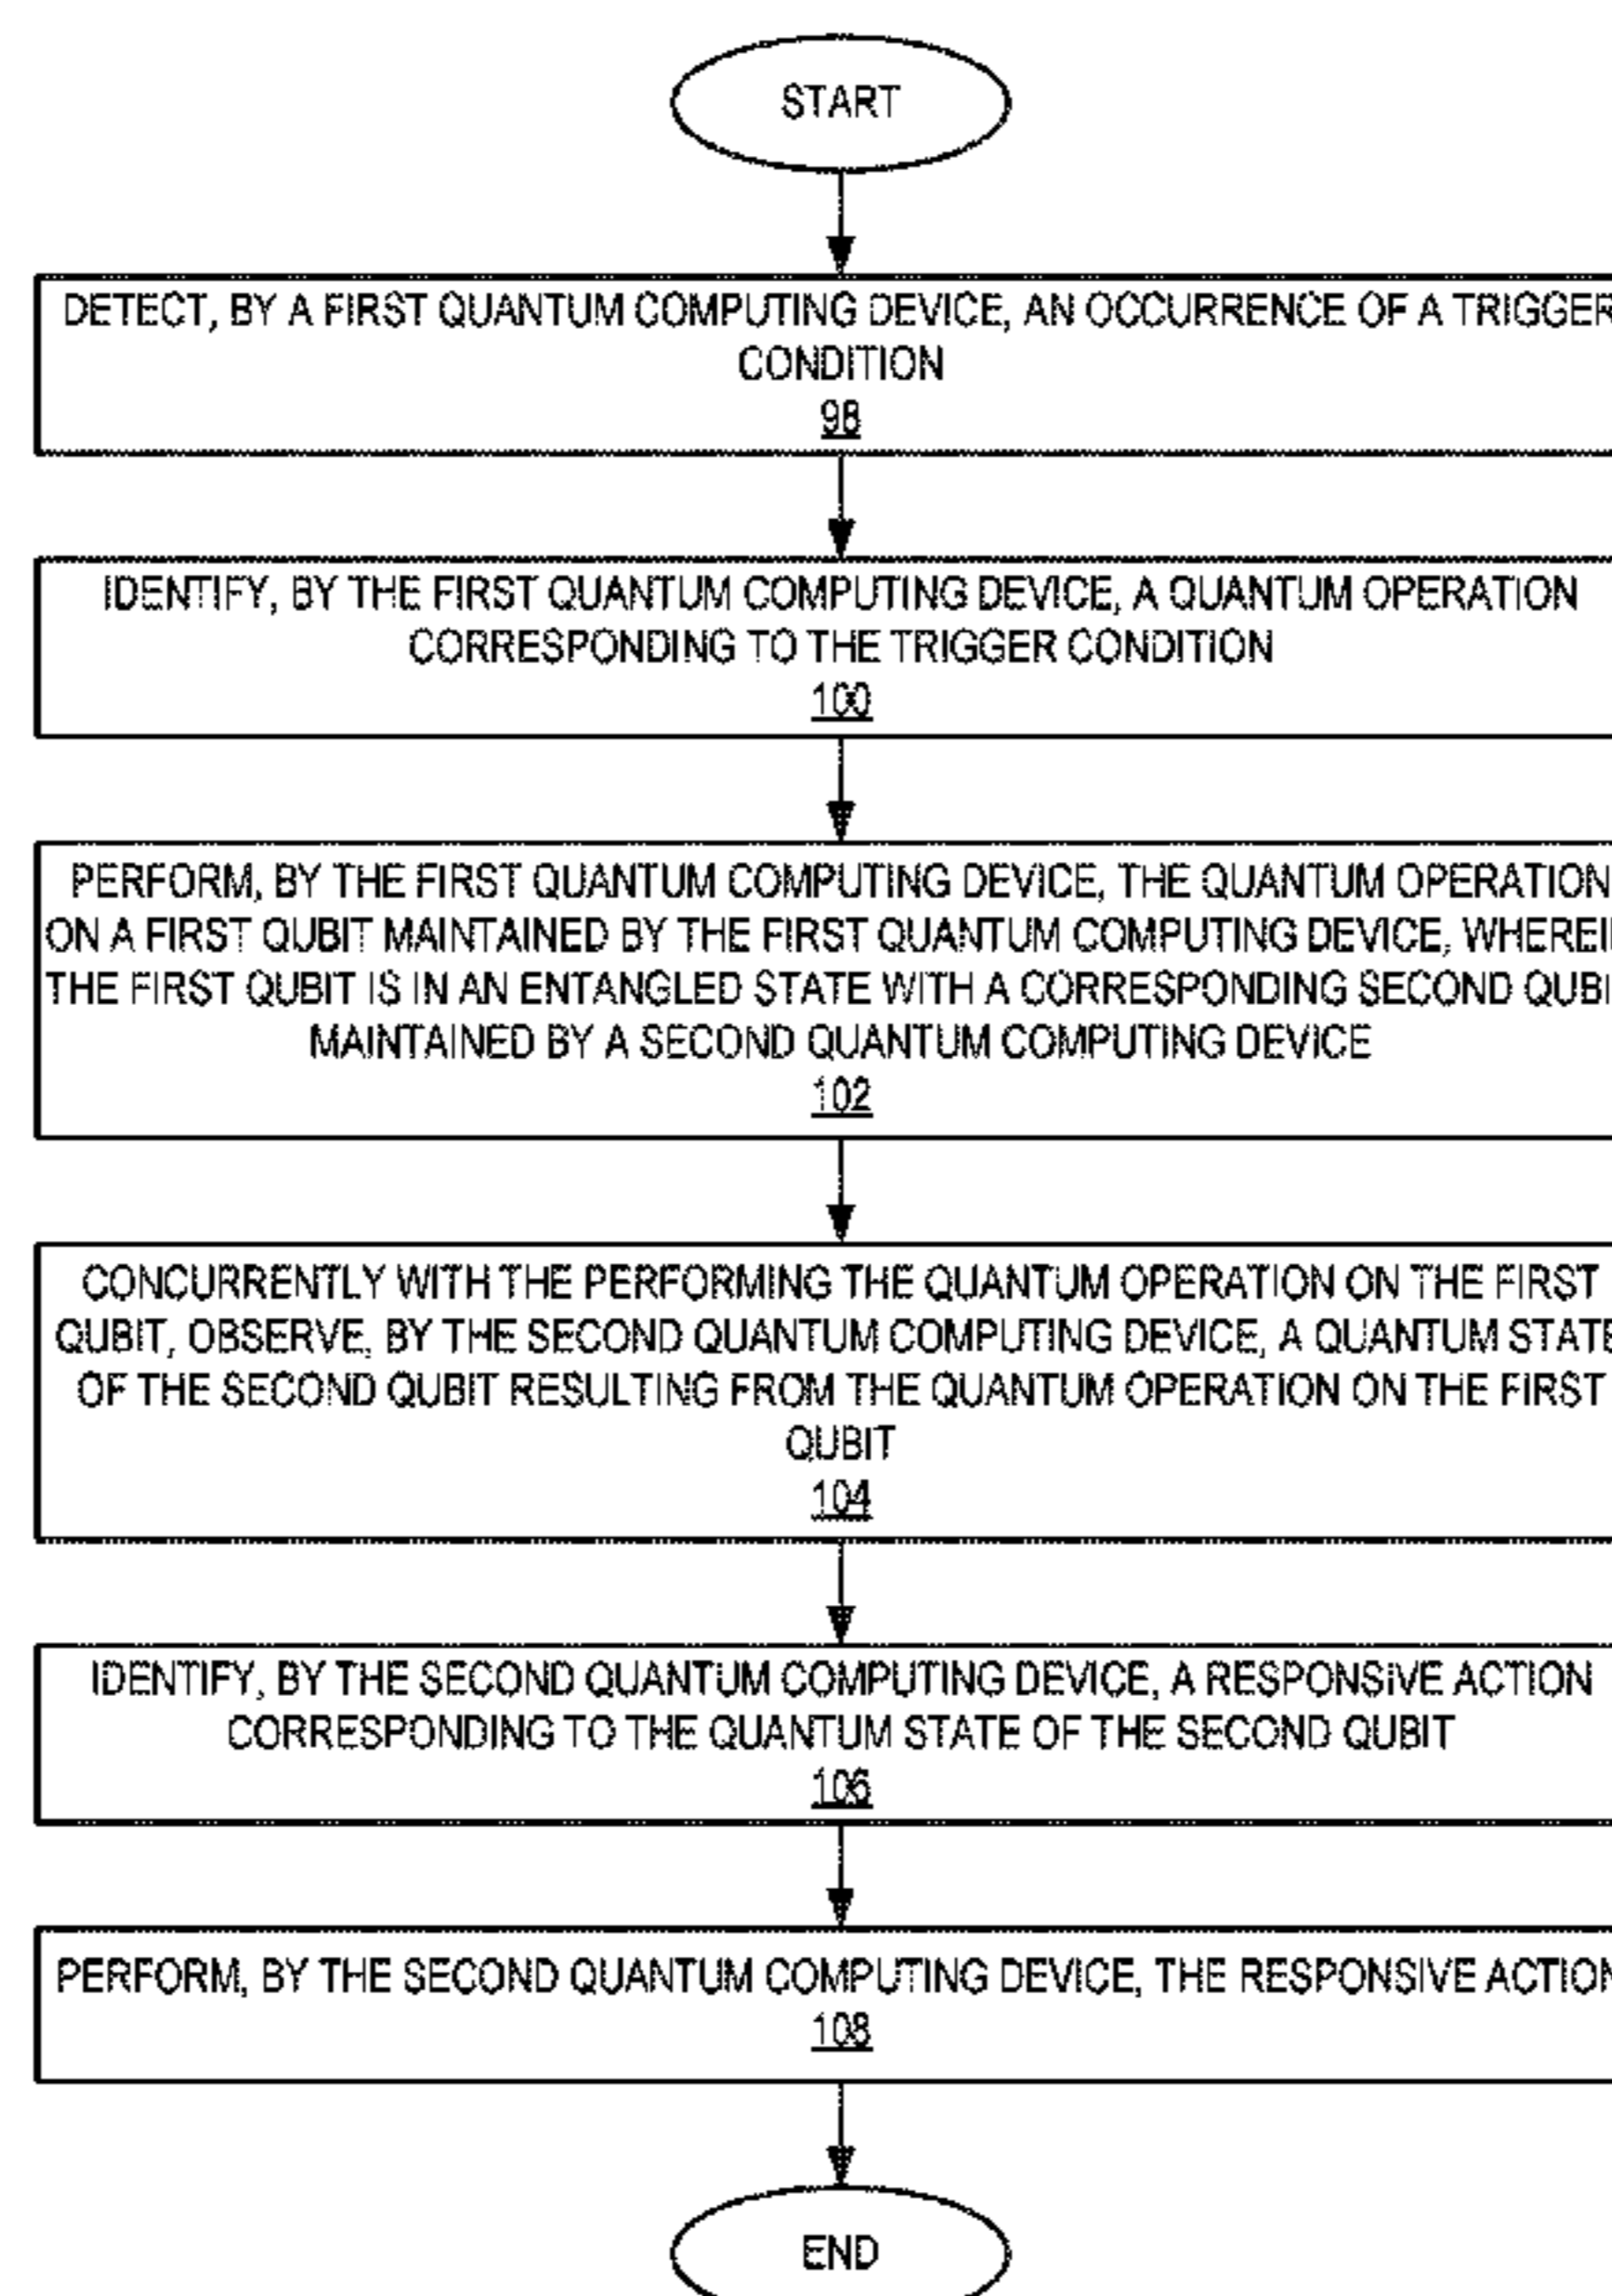 START
DETECT, BY A FIRST QUANTUM COMPUTING DEVICE, AN OCCURRENCE OF A TRIGGER
CONDITION
98
IDENTIFY, BY THE FIRST QUANTUM COMPUTING DEVICE, A QUANTUM OPERATION
CORRESPONDING TO THE TRIGGER CONDITION
100
PERFORM, BY THE FIRST QUANTUM COMPUTING DEVICE, THE QUANTUM OPERATION
ON A FIRST QUBIT MAINTAINED BY THE FIRST QUANTUM COMPUTING DEVICE, WHEREI
THE FIRST QUBIT IS IN AN ENTANGLED STATE WITH A CORRESPONDING SECOND QUBI
MAINTAINED BY A SECOND QUANTUM COMPUTING DEVICE
102
CONCURRENTLY WITH THE PERFORMING THE QUANTUM OPERATION ON THE FIRST
QUBIT, OBSERVE, BY THE SECOND QUANTUM COMPUTING DEVICE, A QUANTUM STATE
OF THE SECOND QUBIT RESULTING FROM THE QUANTUM OPERATION ON THE FIRST
QUBIT
104
IDENTIFY, BY THE SECOND QUANTUM COMPUTING DEVICE, A RESPONSIVE ACTION
CORRESPONDING TO THE QUANTUM STATE OF THE SECOND QUBIT
106
PERFORM, BY THE SECOND QUANTUM COMPUTING DEVICE, THE RESPONSIVE ACTION
108
END